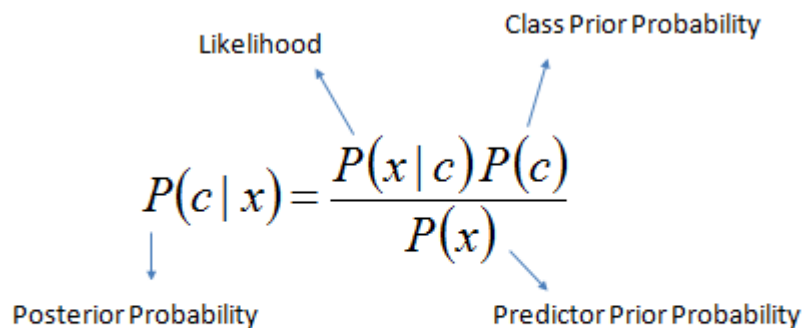 Likelihood
Class Prior Probability
P(c | x) = P(x | c)P(c) / P(x)
Posterior Probability
Predictor Prior Probability